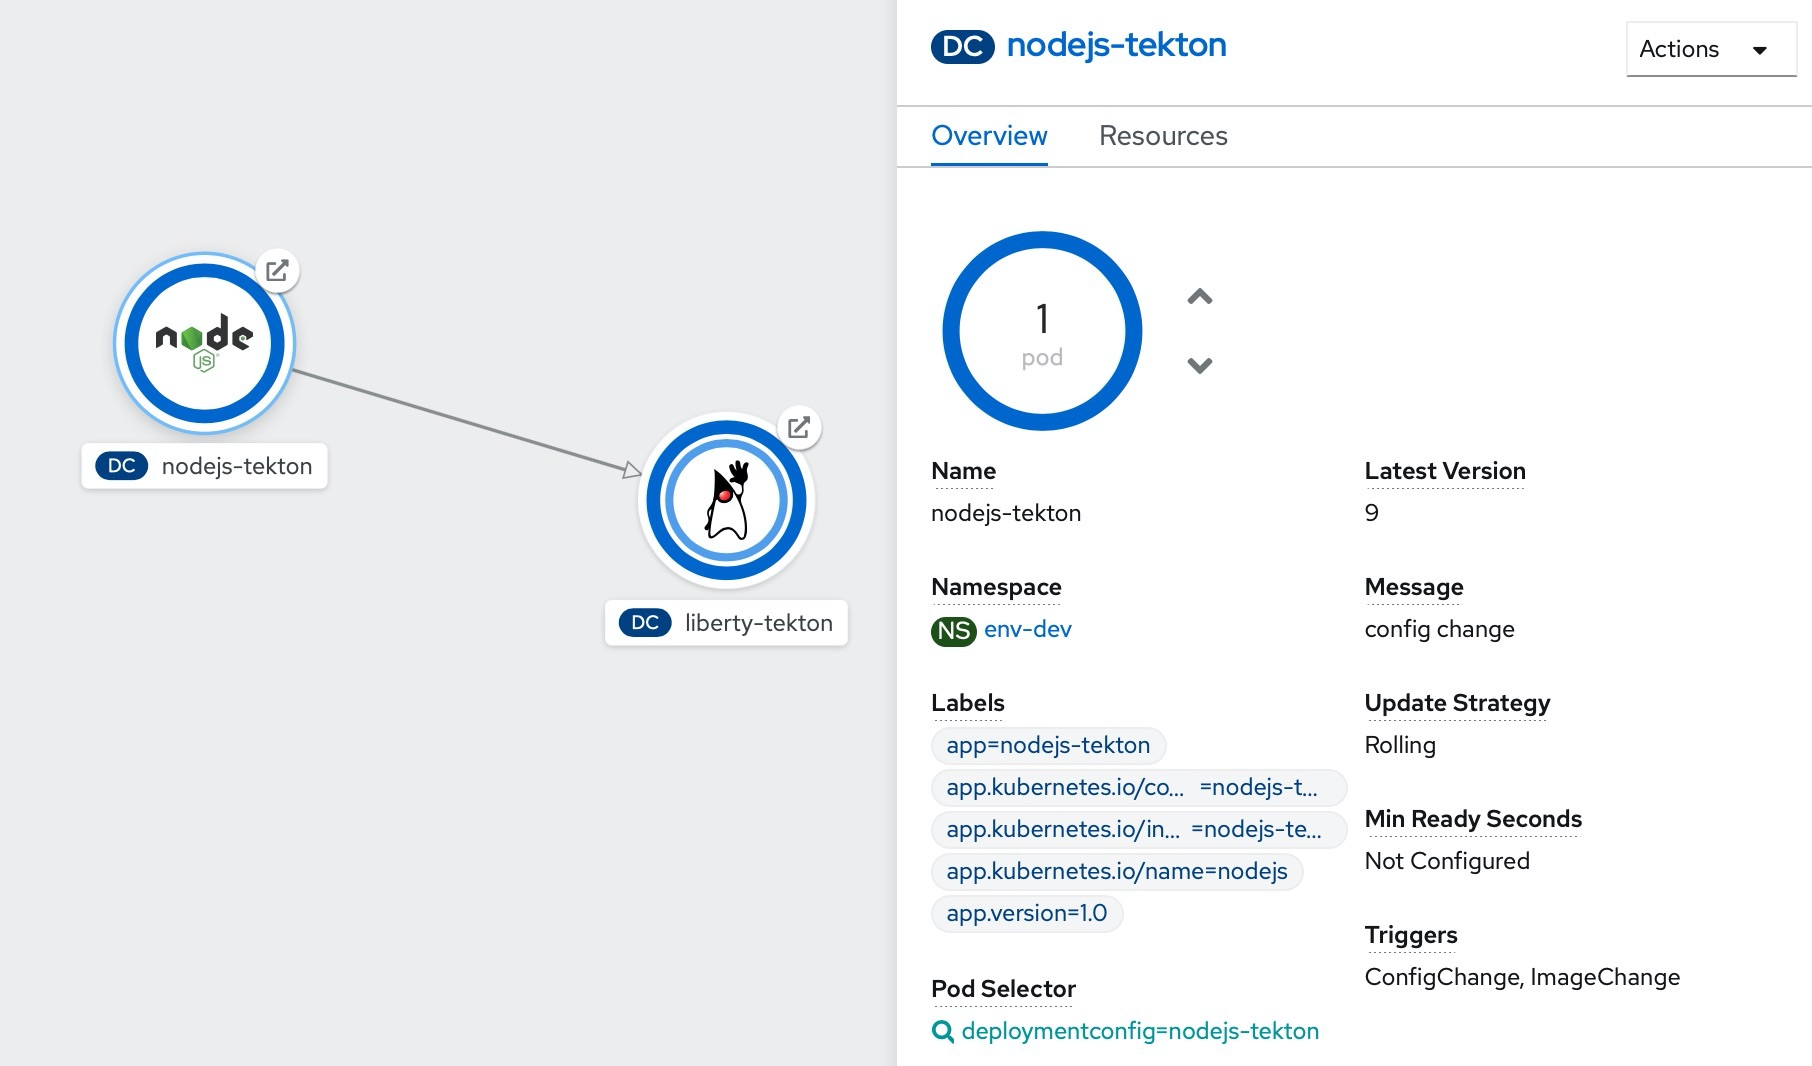 node
JS
DC nodejs-tekton
DC liberty-tekton
DC nodejs-tekton
Actions
Overview Resources
1
pod
Name
nodejs-tekton
Latest Version
9
Namespace
NS env-dev
Message
config change
Labels
app=nodejs-tekton
app.kubernetes.io/co... =nodejs-t...
app.kubernetes.io/in... =nodejs-te...
app.kubernetes.io/name=nodejs
app.version=1.0
Update Strategy
Rolling
Min Ready Seconds
Not Configured
Triggers
ConfigChange, ImageChange
Pod Selector
deploymentconfig=nodejs-tekton